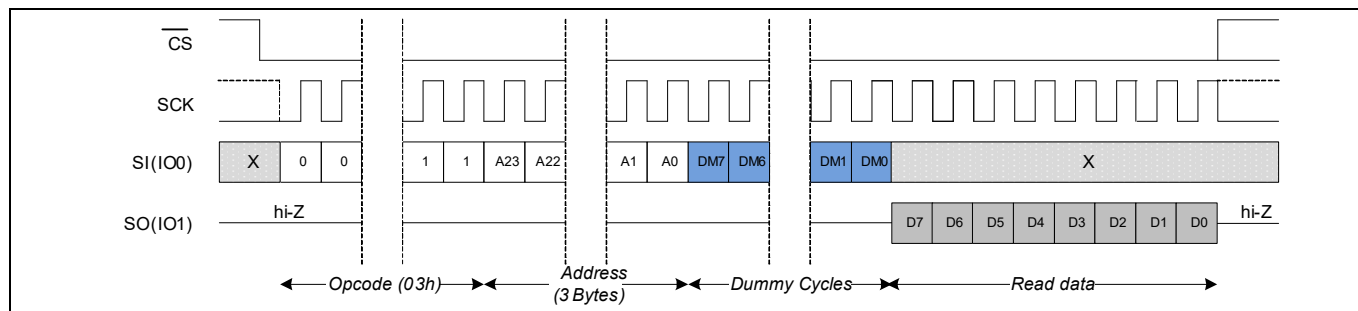 CS
SCK
SI(IO0) X 0 0 1 1 A23 A22 A1 A0 DM7 DM6 DM1 DM0 X
hi-Z
SO(IO1) D7 D6 D5 D4 D3 D2 D1 D0 hi-Z
Opcode (03h) Address (3 Bytes) Dummy Cycles Read data